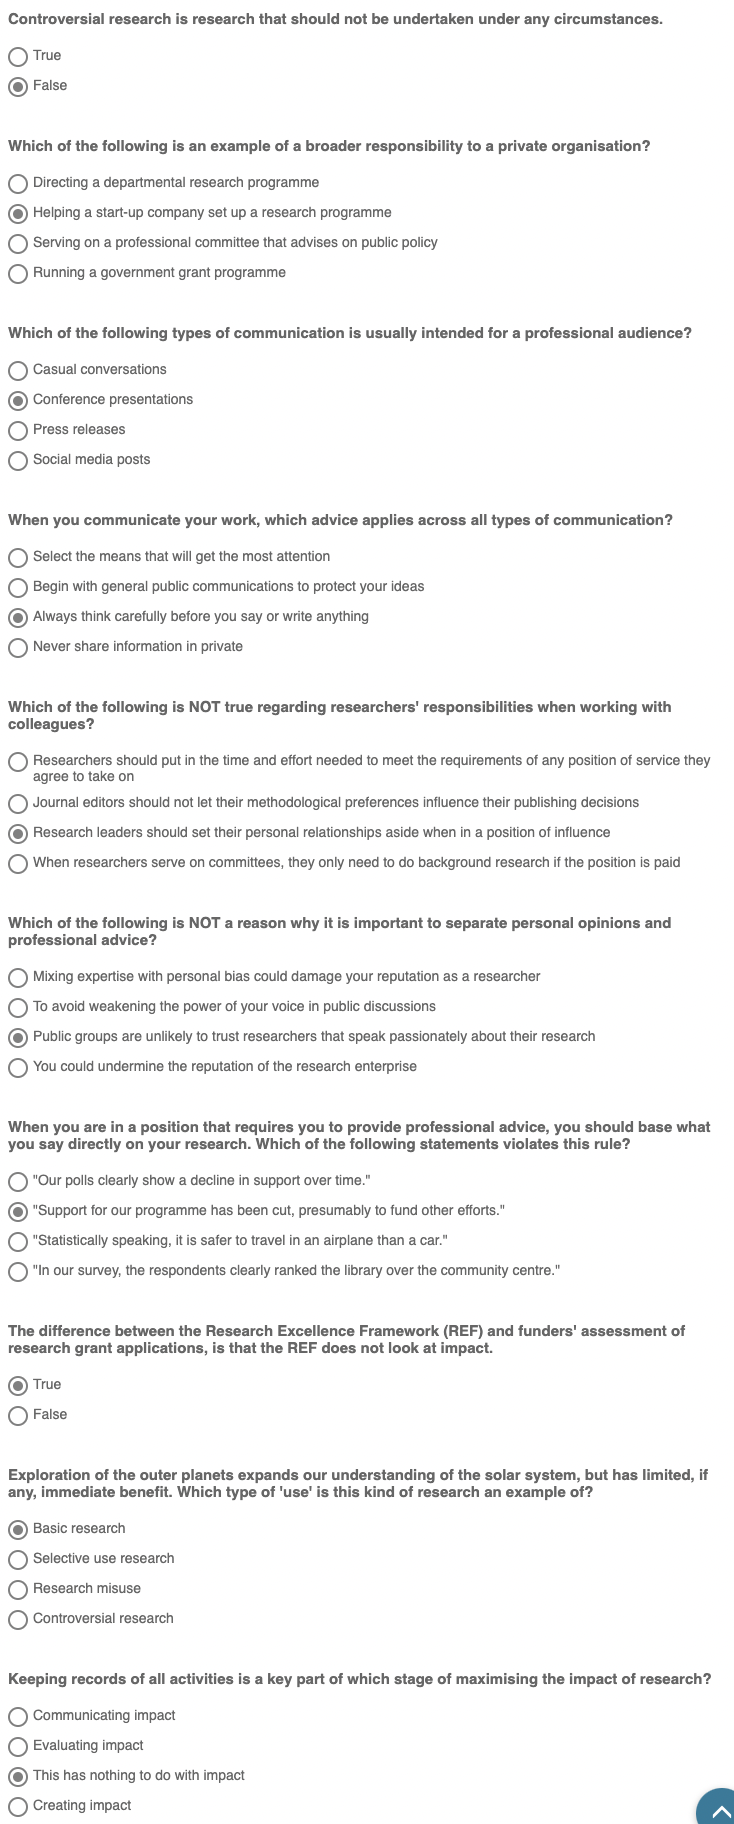 Controversial research is research that should not be undertaken under any circumstances.
True
False
Which of the following is an example of a broader responsibility to a private organisation?
Directing a departmental research programme
Helping a start-up company set up a research programme
Serving on a professional committee that advises on public policy
Running a government grant programme
Which of the following types of communication is usually intended for a professional audience?
Casual conversations
Conference presentations
Press releases
Social media posts
When you communicate your work, which advice applies across all types of communication?
Select the means that will get the most attention
Begin with general public communications to protect your ideas
Always think carefully before you say or write anything
Never share information in private
Which of the following is NOT true regarding researchers' responsibilities when working with
colleagues?
Researchers should put in the time and effort needed to meet the requirements of any position of service they
agree to take on
Journal editors should not let their methodological preferences influence their publishing decisions
Research leaders should set their personal relationships aside when in a position of influence
When researchers serve on committees, they only need to do background research if the position is paid
Which of the following is NOT a reason why it is important to separate personal opinions and
professional advice?
Mixing expertise with personal bias could damage your reputation as a researcher
To avoid weakening the power of your voice in public discussions
Public groups are unlikely to trust researchers that speak passionately about their research
You could undermine the reputation of the research enterprise
When you are in a position that requires you to provide professional advice, you should base what
you say directly on your research. Which of the following statements violates this rule?
"Our polls clearly show a decline in support over time."
"Support for our programme has been cut, presumably to fund other efforts."
"Statistically speaking, it is safer to travel in an airplane than a car."
"In our survey, the respondents clearly ranked the library over the community centre."
The difference between the Research Excellence Framework (REF) and funders' assessment of
research grant applications, is that the REF does not look at impact.
True
False
Exploration of the outer planets expands our understanding of the solar system, but has limited, if
any, immediate benefit. Which type of 'use' is this kind of research an example of?
Basic research
Selective use research
Research misuse
Controversial research
Keeping records of all activities is a key part of which stage of maximising the impact of research?
Communicating impact
Evaluating impact
This has nothing to do with impact
Creating impact